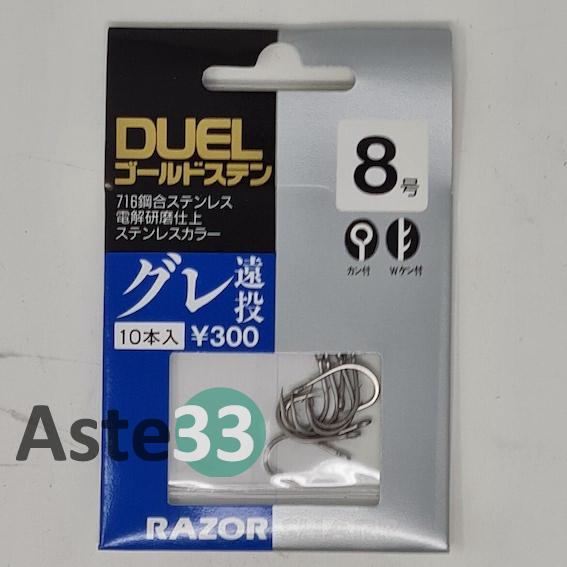 DUEL
ゴールドステン
716鋼合ステンレス
電解研磨仕上
ステンレスカラー
8号
カン付
Wケン付
グレ遠投
10本入 ¥300
Aste33
RAZOR